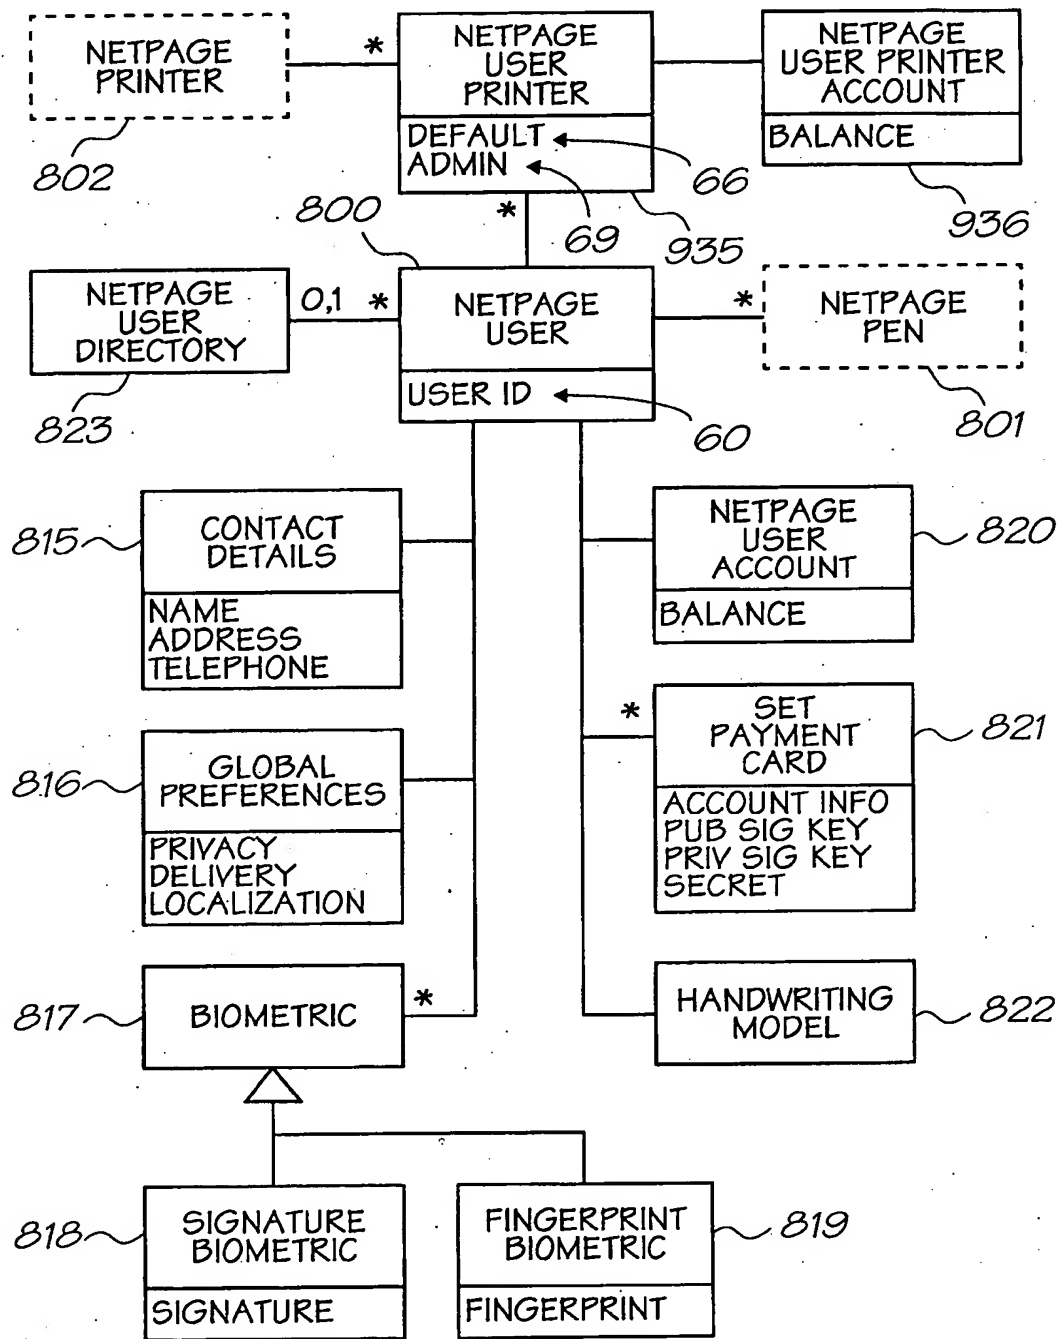 NETPAGE
PRINTER
802
*
NETPAGE
USER
PRINTER
DEFAULT
ADMIN
66
69
935
NETPAGE
USER PRINTER
ACCOUNT
BALANCE
936
*
800
NETPAGE
USER
DIRECTORY
823
0,1 *
NETPAGE
USER
USER ID
60
*
NETPAGE
PEN
801
815
CONTACT
DETAILS
NAME
ADDRESS
TELEPHONE
NETPAGE
USER
ACCOUNT
BALANCE
820
816
GLOBAL
PREFERENCES
PRIVACY
DELIVERY
LOCALIZATION
*
SET
PAYMENT
CARD
ACCOUNT INFO
PUB SIG KEY
PRIV SIG KEY
SECRET
821
817
BIOMETRIC
*
HANDWRITING
MODEL
822
818
SIGNATURE
BIOMETRIC
SIGNATURE
FINGERPRINT
BIOMETRIC
FINGERPRINT
819